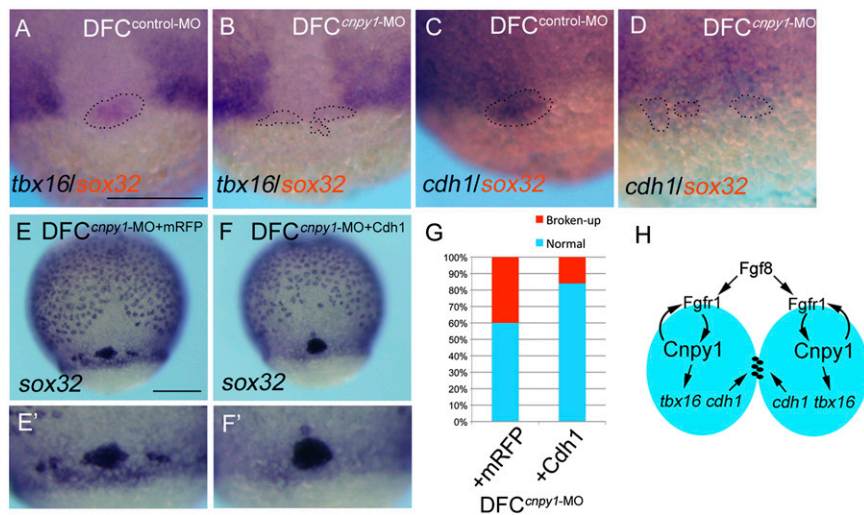 A DFC^control-MO
tbx16/sox32
B DFC^cnpy1-MO
tbx16/sox32
C DFC^control-MO
cdh1/sox32
D DFC^cnpy1-MO
cdh1/sox32
E DFC^cnpy1-MO+mRFP
sox32
F DFC^cnpy1-MO+Cdh1
sox32
E'
F'
G
Broken-up
Normal
100%
90%
80%
70%
60%
50%
40%
30%
20%
10%
0%
+mRFP
+Cdh1
DFC^cnpy1-MO
H
Fgf8
Fgfr1
Fgfr1
Cnpy1
Cnpy1
tbx16 cdh1
cdh1 tbx16